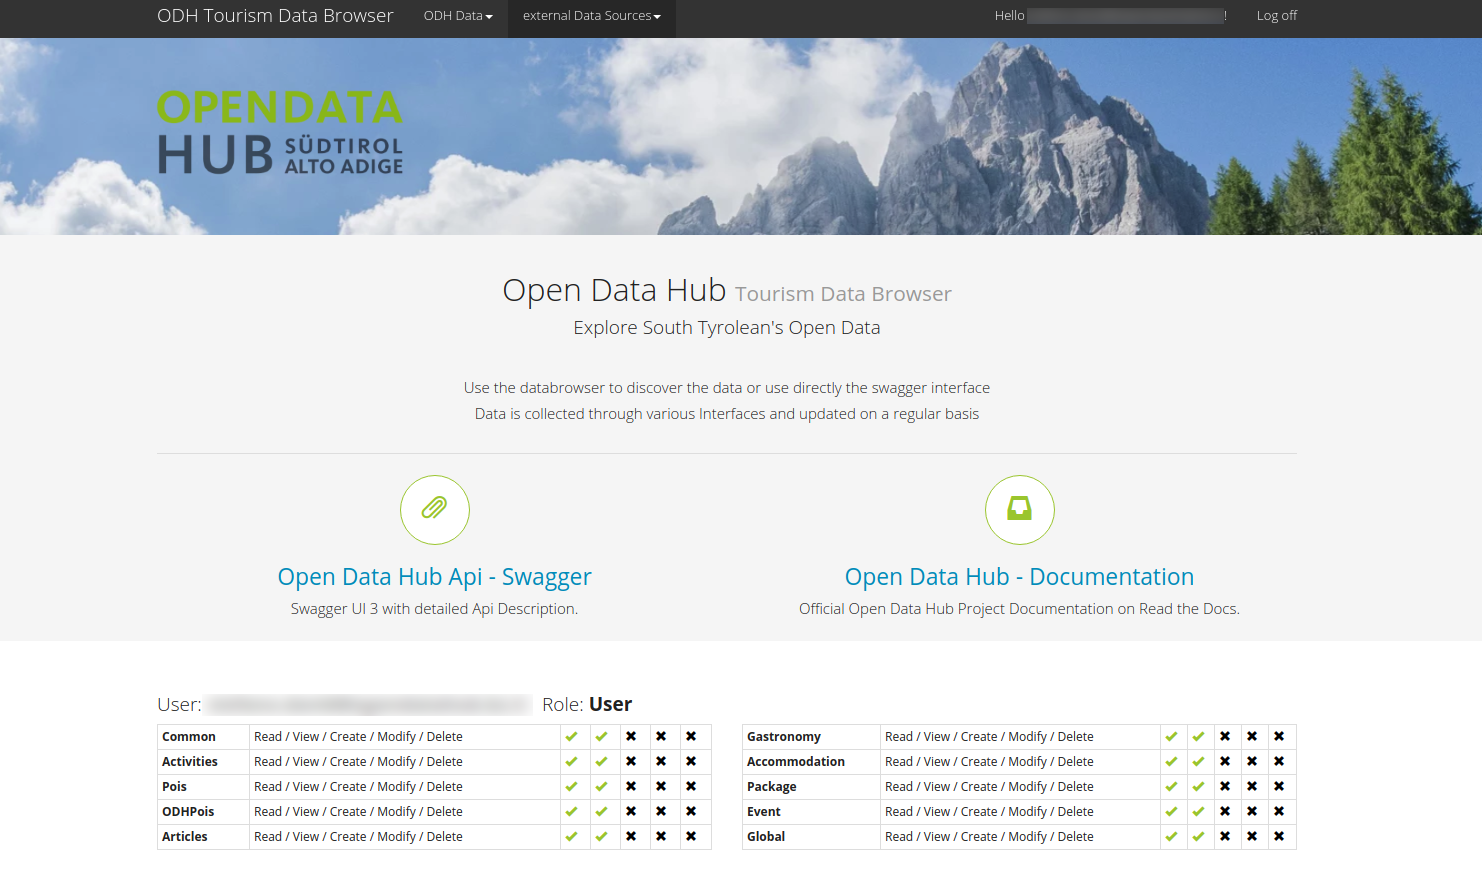 ODH Tourism Data Browser ODH Data external Data Sources Hello ! Log off
OPENDATA
HUB SÜDTIROL
ALTO ADIGE
Open Data Hub Tourism Data Browser
Explore South Tyrolean's Open Data
Use the databrowser to discover the data or use directly the swagger interface
Data is collected through various Interfaces and updated on a regular basis
Open Data Hub Api - Swagger
Swagger UI 3 with detailed Api Description.
Open Data Hub - Documentation
Official Open Data Hub Project Documentation on Read the Docs.
User: Role: User
Common Read / View / Create / Modify / Delete
Activities Read / View / Create / Modify / Delete
Pois Read / View / Create / Modify / Delete
ODHPois Read / View / Create / Modify / Delete
Articles Read / View / Create / Modify / Delete
Gastronomy Read / View / Create / Modify / Delete
Accommodation Read / View / Create / Modify / Delete
Package Read / View / Create / Modify / Delete
Event Read / View / Create / Modify / Delete
Global Read / View / Create / Modify / Delete